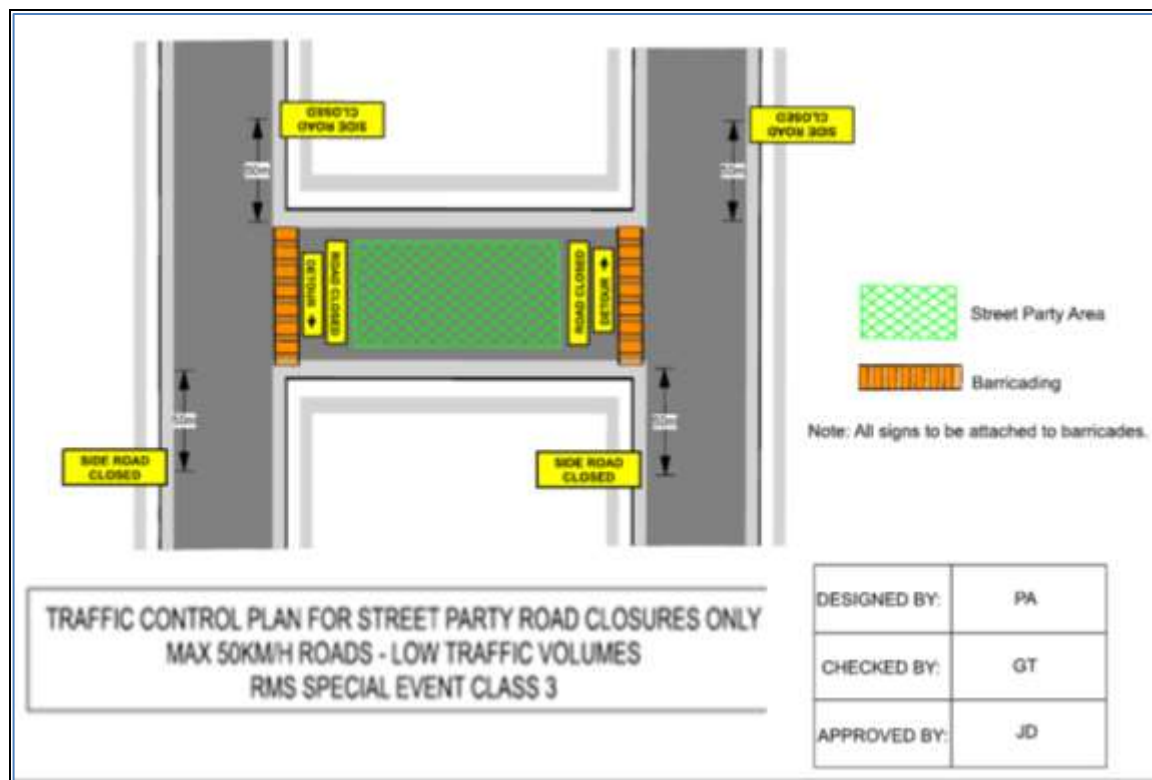 SIDE ROAD
CLOSED
SIDE ROAD
CLOSED
DETOUR
ROAD CLOSED
ROAD CLOSED
DETOUR
SIDE ROAD
CLOSED
SIDE ROAD
CLOSED
Street Party Area
Barricading
Note: All signs to be attached to barricades.
TRAFFIC CONTROL PLAN FOR STREET PARTY ROAD CLOSURES ONLY
MAX 50KM/H ROADS - LOW TRAFFIC VOLUMES
RMS SPECIAL EVENT CLASS 3
DESIGNED BY: PA
CHECKED BY: GT
APPROVED BY: JD